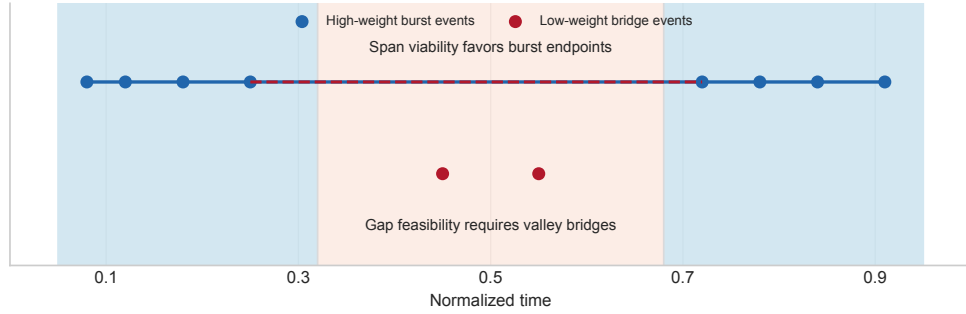 High-weight burst events
Low-weight bridge events
Span viability favors burst endpoints
Gap feasibility requires valley bridges
0.1 0.3 0.5 0.7 0.9
Normalized time